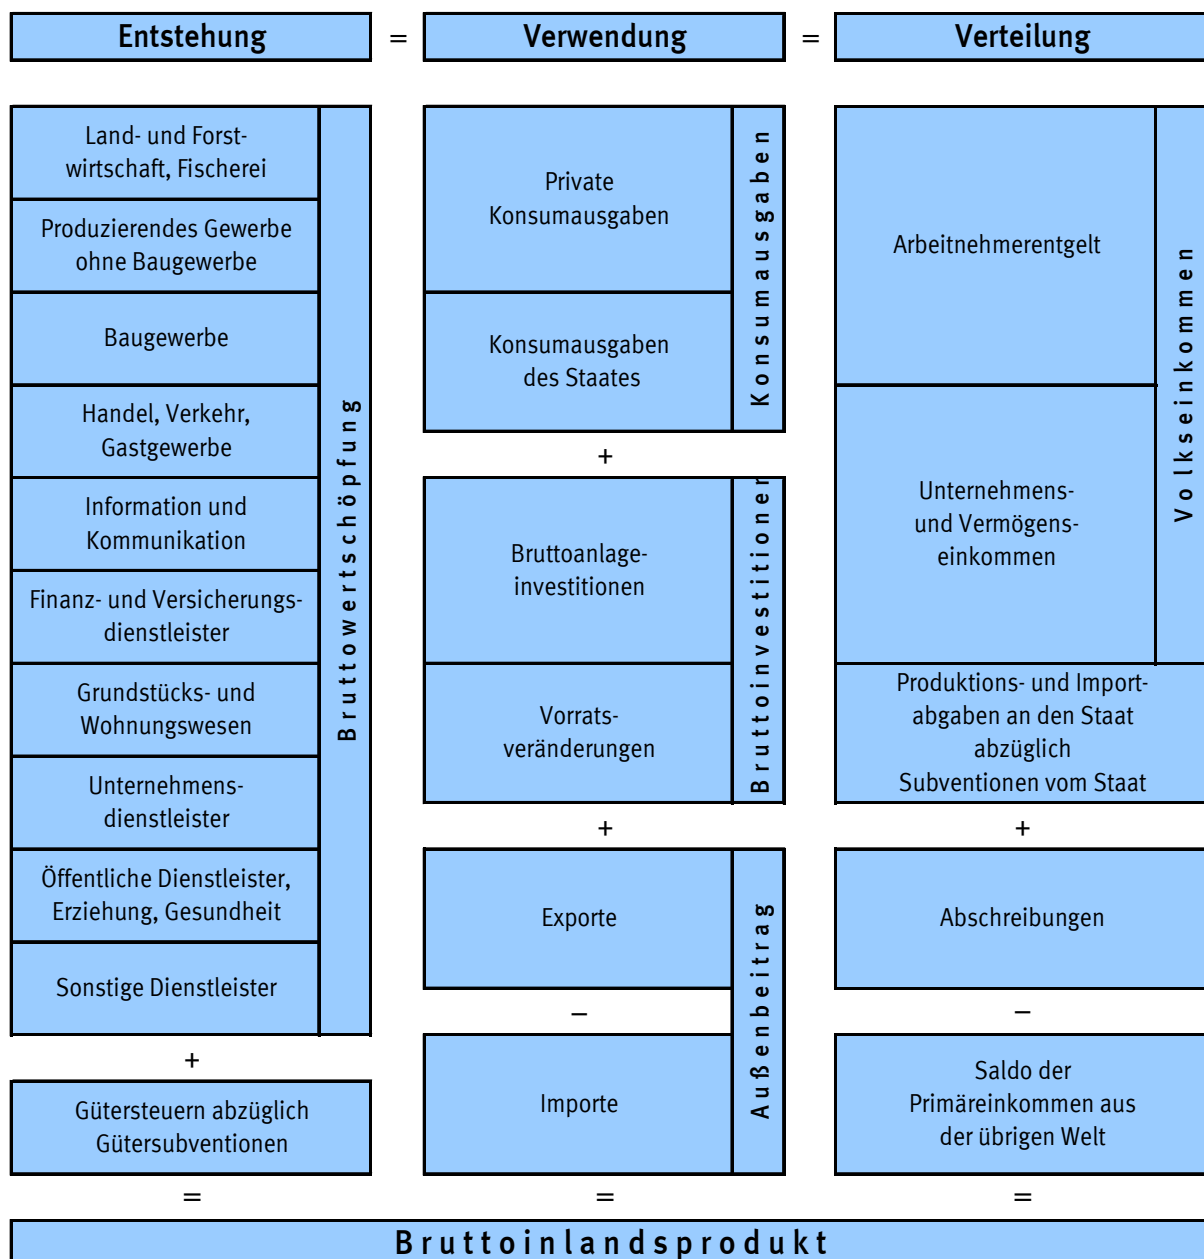 Entstehung
=
Verwendung
=
Verteilung
Land- und Forst-
wirtschaft, Fischerei
Produzierendes Gewerbe
ohne Baugewerbe
Baugewerbe
Handel, Verkehr,
Gastgewerbe
Information und
Kommunikation
Finanz- und Versicherungs-
dienstleister
Grundstücks- und
Wohnungswesen
Unternehmens-
dienstleister
Öffentliche Dienstleister,
Erziehung, Gesundheit
Sonstige Dienstleister
Bruttowertschöpfung
+
Gütersteuern abzüglich
Gütersubventionen
=
Private
Konsumausgaben
Konsumausgaben
des Staates
Konsumausgaben
+
Bruttoanlage-
investitionen
Vorrats-
veränderungen
Bruttoinvestitionen
+
Exporte
–
Importe
Außenbeitrag
=
Arbeitnehmerentgelt
Unternehmens-
und Vermögens-
einkommen
Volkseinkommen
Produktions- und Import-
abgaben an den Staat
abzüglich
Subventionen vom Staat
+
Abschreibungen
–
Saldo der
Primäreinkommen aus
der übrigen Welt
=
Bruttoinlandsprodukt